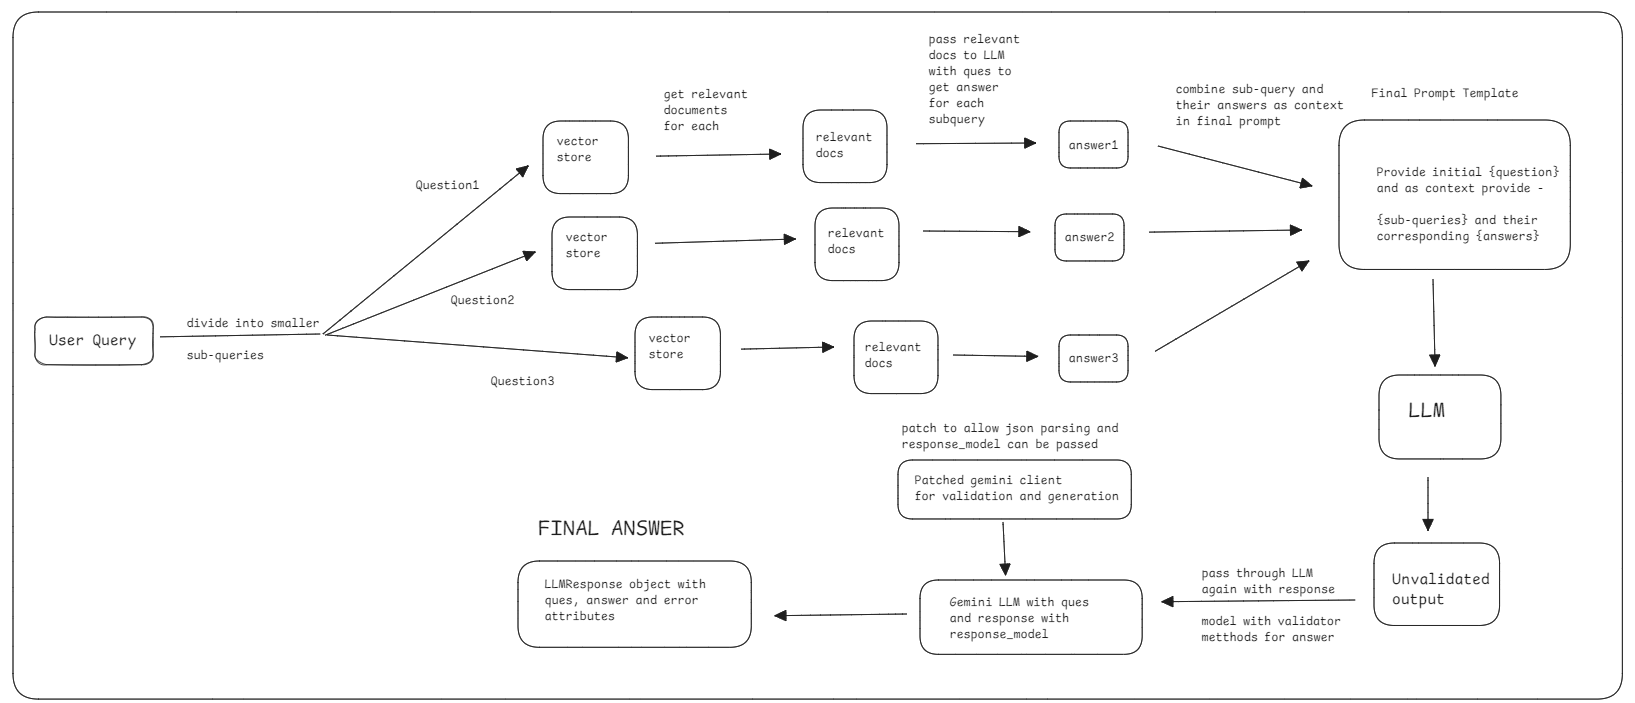 User Query
divide into smaller
sub-queries
Question1
Question2
Question3
vector
store
vector
store
vector
store
get relevant
documents
for each
relevant
docs
relevant
docs
relevant
docs
pass relevant
docs to LLM
with ques to
get answer
for each
subquery
answer1
answer2
answer3
combine sub-query and
their answers as context
in final prompt
Final Prompt Template
Provide initial {question}
and as context provide -
{sub-queries} and their
corresponding {answers}
LLM
Unvalidated
output
pass through LLM
again with response
model with validator
metthods for answer
patch to allow json parsing and
response_model can be passed
Patched gemini client
for validation and generation
Gemini LLM with ques
and response with
response_model
FINAL ANSWER
LLMResponse object with
ques, answer and error
attributes